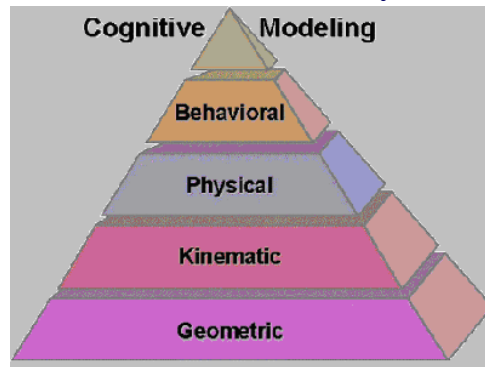 Cognitive Modeling
Behavioral
Physical
Kinematic
Geometric